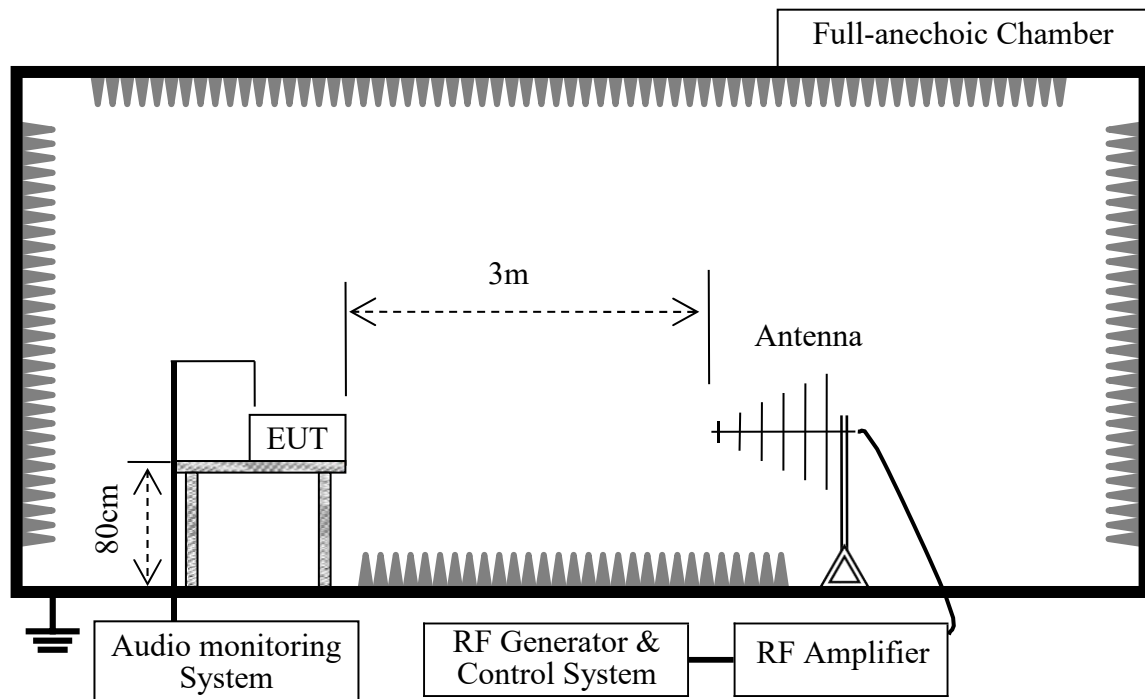 Full-anechoic Chamber
3m
Antenna
EUT
80cm
Audio monitoring
System
RF Generator &
Control System
RF Amplifier